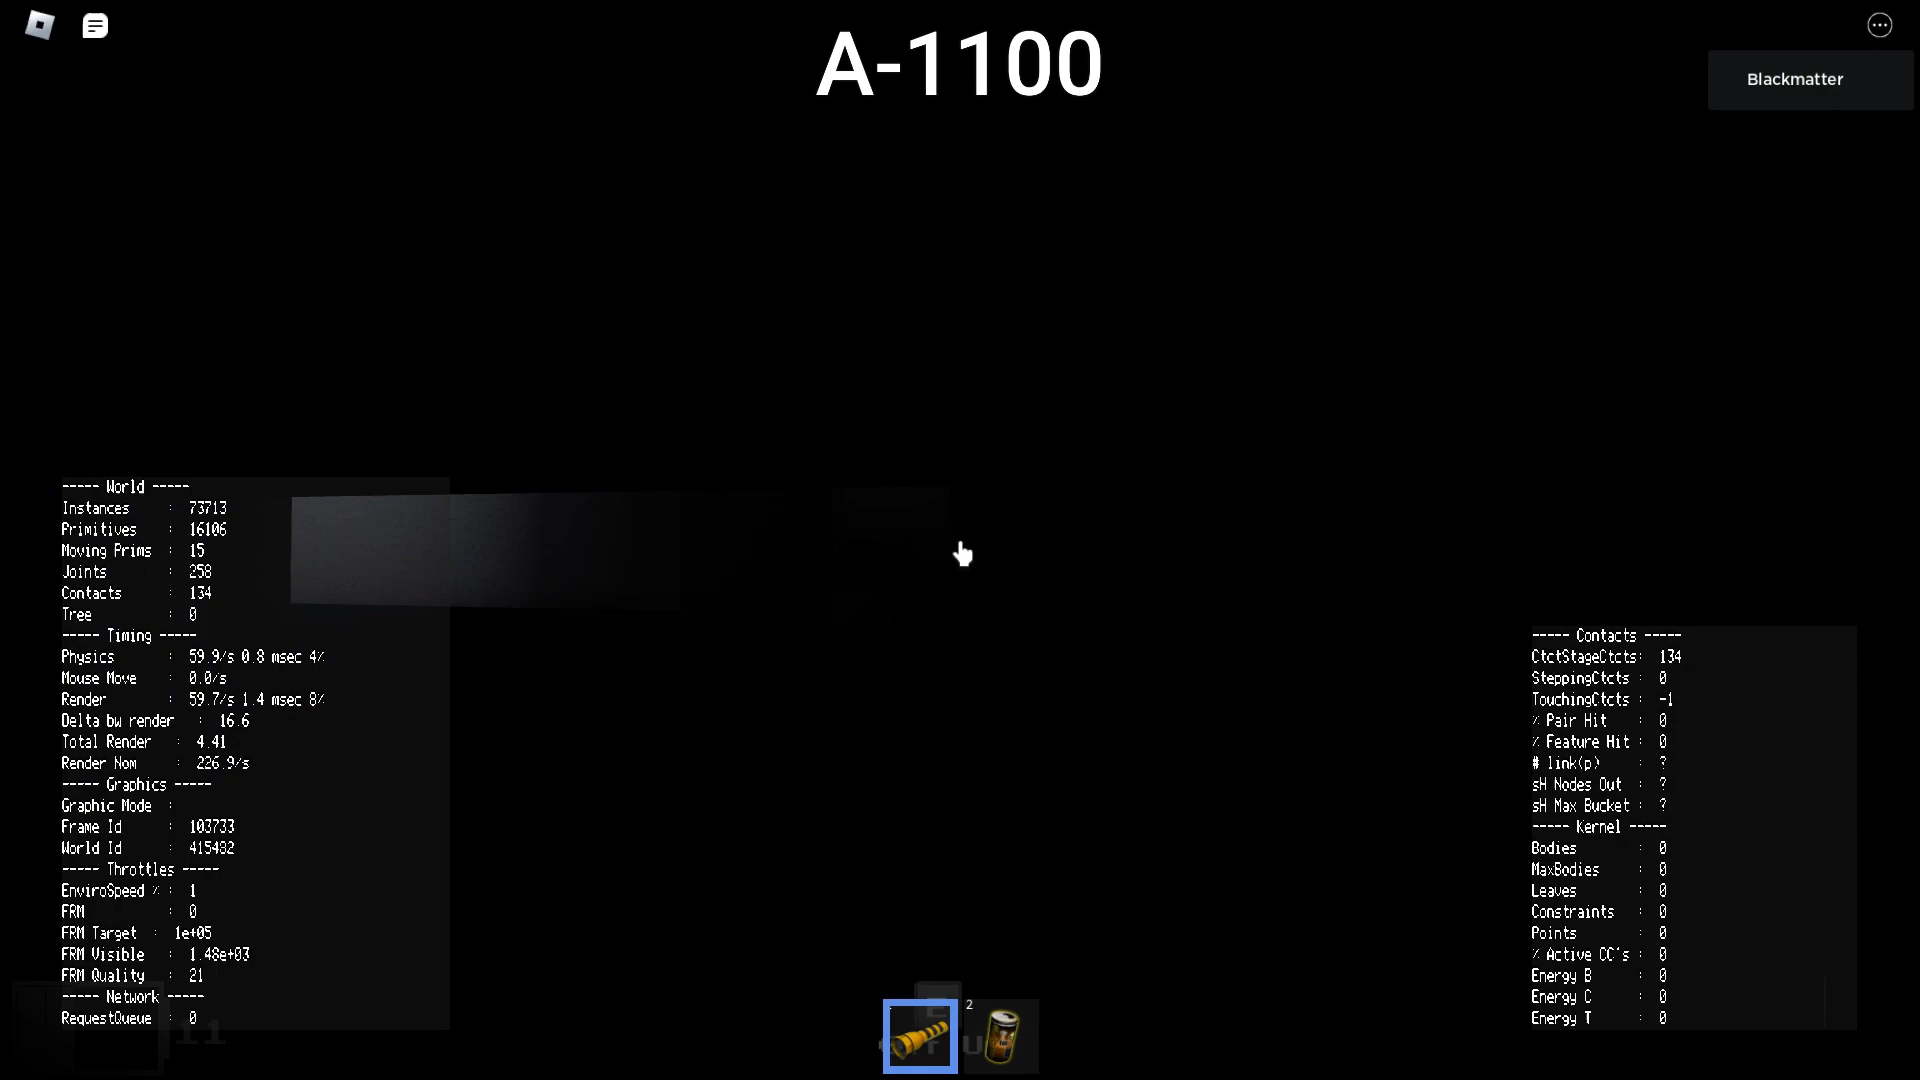 A-1100
Blackmatter
----- World -----
Instances : 73713
Primitives : 16106
Moving Prims : 15
Joints : 258
Contacts : 134
Tree : 0
----- Timing -----
Physics : 59.9/s 0.8 msec 4%
Mouse Move : 0.0/s
Render : 59.7/s 1.4 msec 8%
Delta bw render : 16.6
Total Render : 4.41
Render Nom : 226.9/s
----- Graphics -----
Graphic Mode :
Frame Id : 103733
World Id : 415482
----- Throttles -----
EnviroSpeed % : 1
FRM : 0
FRM Target : 1e+05
FRM Visible : 1.48e+03
FRM Quality : 21
----- Network -----
RequestQueue : 0
----- Contacts -----
CtctStageCtcts: 134
SteppingCtcts : 0
TouchingCtcts : -1
% Pair Hit : 0
% Feature Hit : 0
# link(p) : ?
sH Nodes Out : ?
sH Max Bucket : ?
----- Kernel -----
Bodies : 0
MaxBodies : 0
Leaves : 0
Constraints : 0
Points : 0
% Active CC's : 0
Energy B : 0
Energy C : 0
Energy T : 0
11
E
2